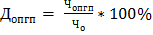 Допгп = Чопгп / Чо * 100%